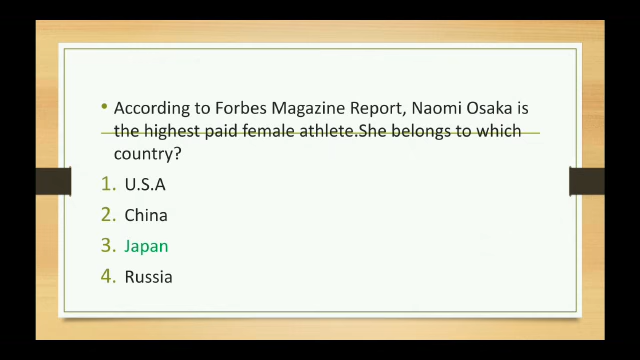 • According to Forbes Magazine Report, Naomi Osaka is
the highest paid female athlete.She belongs to which
country?
1. U.S.A
2. China
3. Japan
4. Russia